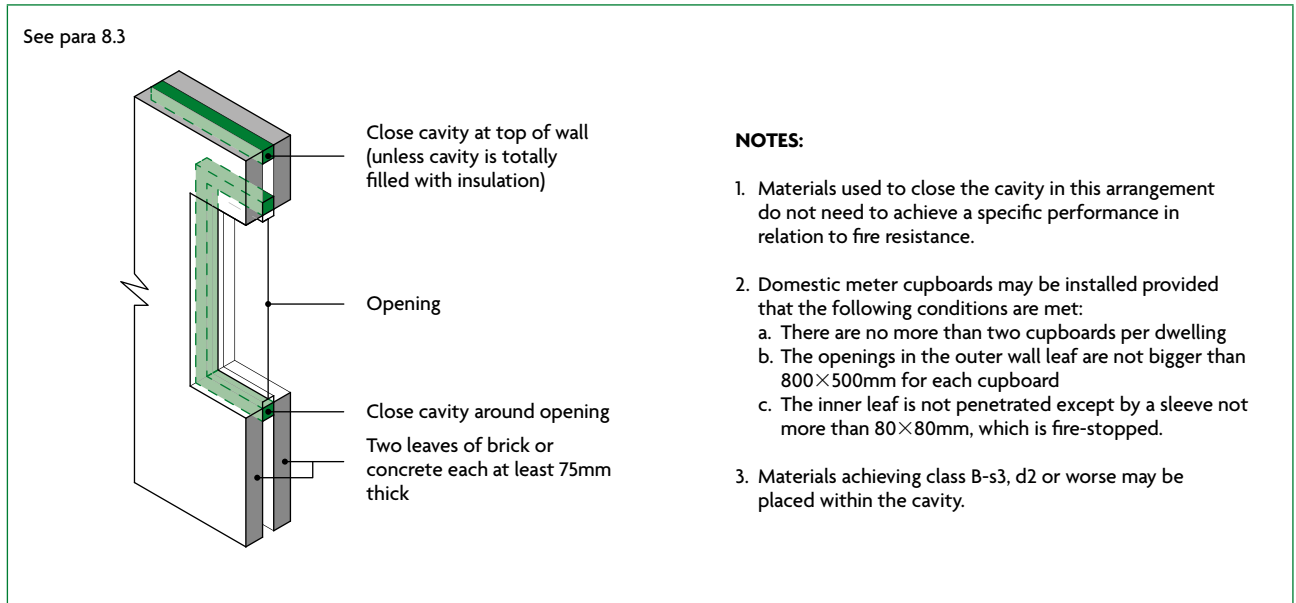 See para 8.3
Close cavity at top of wall
(unless cavity is totally
filled with insulation)
Opening
Close cavity around opening
Two leaves of brick or
concrete each at least 75mm
thick
NOTES:
1. Materials used to close the cavity in this arrangement
do not need to achieve a specific performance in
relation to fire resistance.
2. Domestic meter cupboards may be installed provided
that the following conditions are met:
a. There are no more than two cupboards per dwelling
b. The openings in the outer wall leaf are not bigger than
800×500mm for each cupboard
c. The inner leaf is not penetrated except by a sleeve not
more than 80×80mm, which is fire-stopped.
3. Materials achieving class B-s3, d2 or worse may be
placed within the cavity.